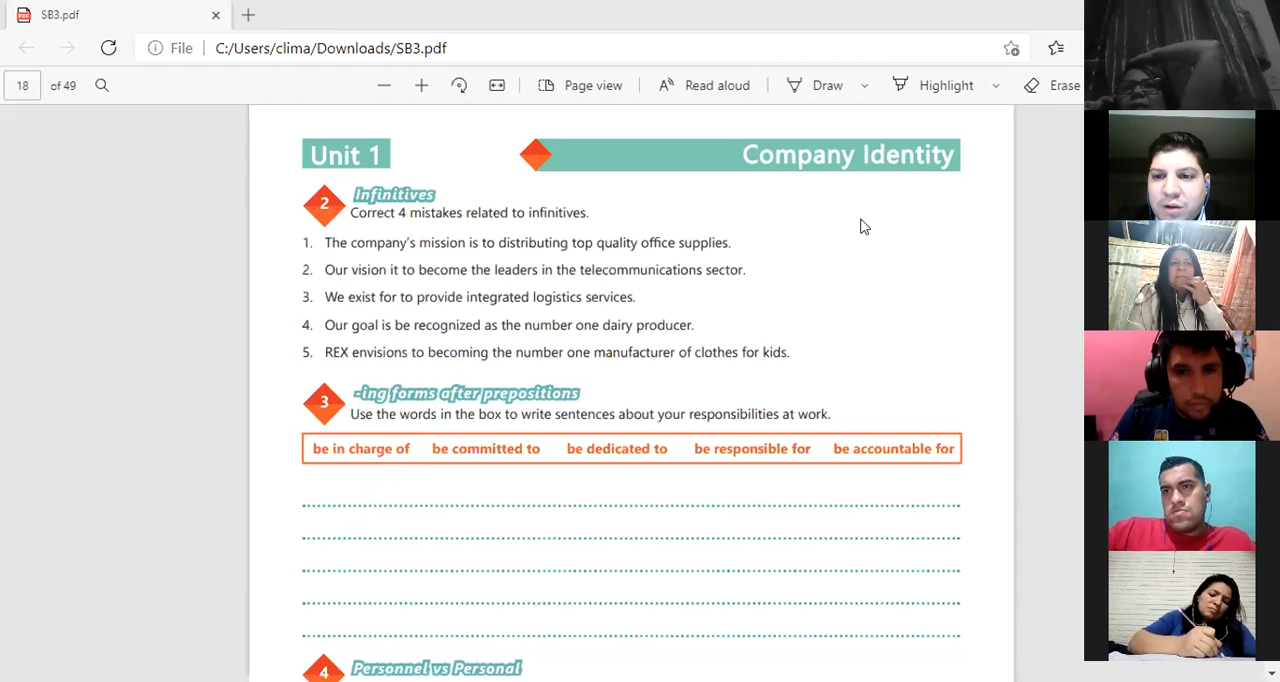 SB3.pdf
File C:/Users/clima/Downloads/SB3.pdf
18 of 49 Page view Read aloud Draw Highlight Erase
Unit 1 Company Identity
2 Infinitives
Correct 4 mistakes related to infinitives.
1. The company's mission is to distributing top quality office supplies.
2. Our vision it to become the leaders in the telecommunications sector.
3. We exist for to provide integrated logistics services.
4. Our goal is be recognized as the number one dairy producer.
5. REX envisions to becoming the number one manufacturer of clothes for kids.
3 -ing forms after prepositions
Use the words in the box to write sentences about your responsibilities at work.
be in charge of be committed to be dedicated to be responsible for be accountable for
4 Personnel vs Personal